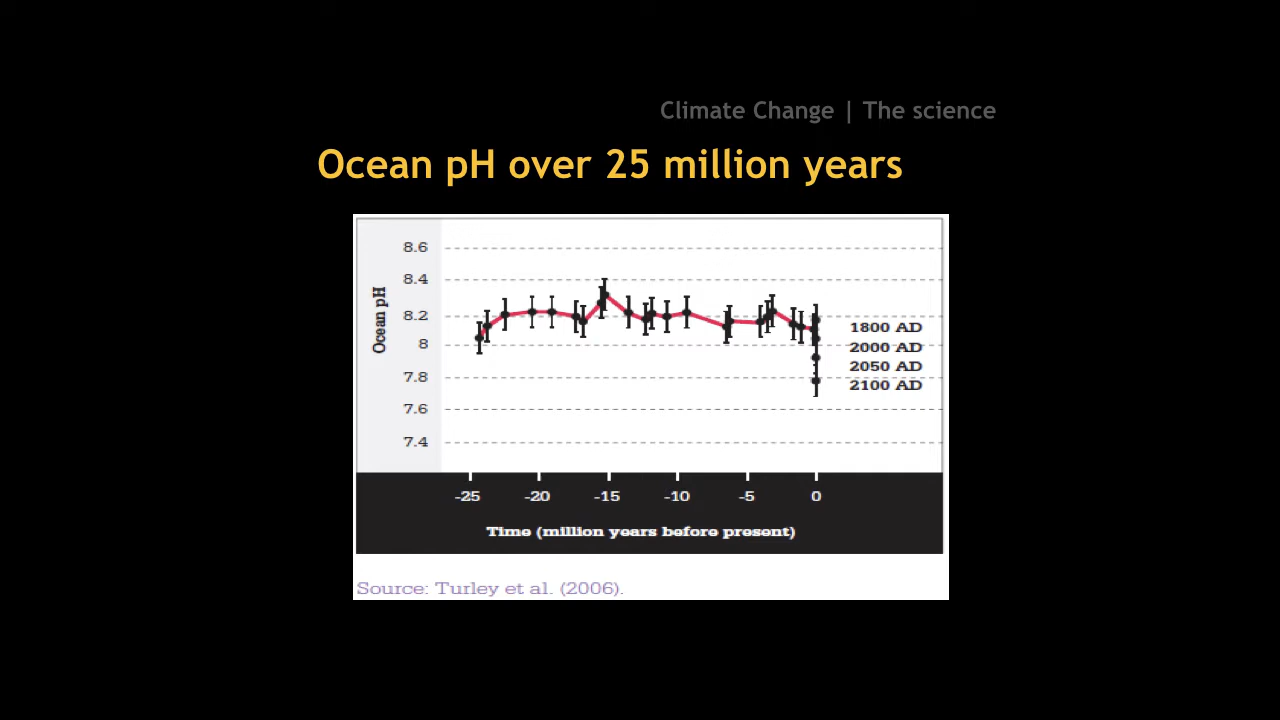 Climate Change | The science
Ocean pH over 25 million years
Ocean pH
8.6
8.4
8.2
8
7.8
7.6
7.4
1800 AD
2000 AD
2050 AD
2100 AD
-25 -20 -15 -10 -5 0
Time (million years before present)
Source: Turley et al. (2006).